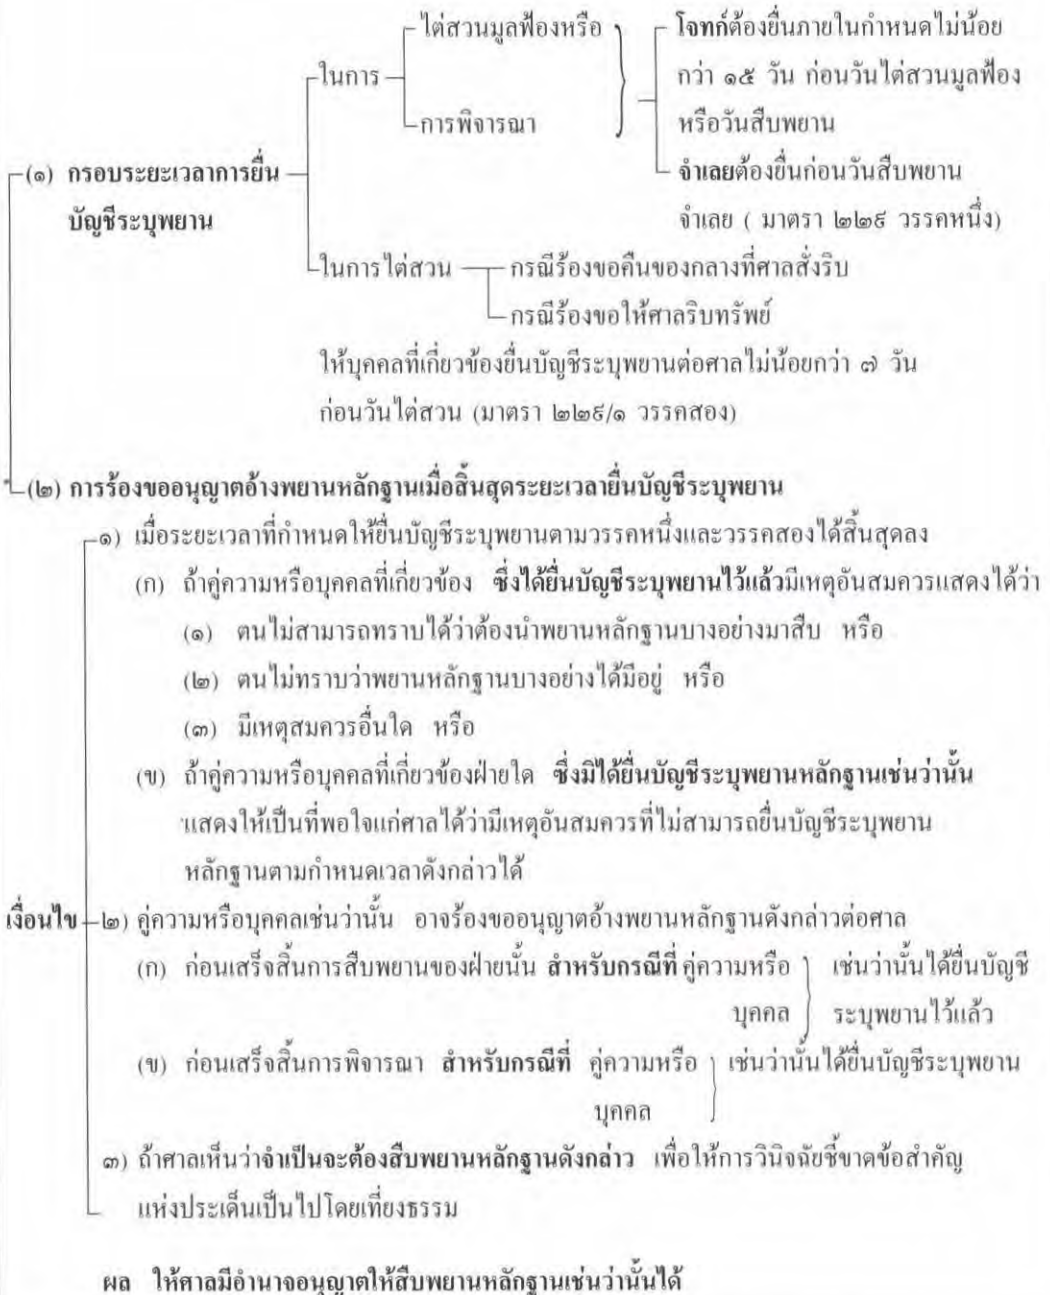 ไต่สวนมูลฟ้องหรือ
โจทก์ต้องยื่นภายในกำหนดไม่น้อย
ในการ
กว่า ๑๕ วัน ก่อนวันไต่สวนมูลฟ้อง
การพิจารณา
หรือวันสืบพยาน
(๑) กรอบระยะเวลาการยื่น
จำเลยต้องยื่นก่อนวันสืบพยาน
บัญชีระบุพยาน
จำเลย ( มาตรา ๒๒๙ วรรคหนึ่ง)
ในการไต่สวน
กรณีร้องขอคืนของกลางที่ศาลสั่งริบ
กรณีร้องขอให้ศาลริบทรัพย์
ให้บุคคลที่เกี่ยวข้องยื่นบัญชีระบุพยานต่อศาลไม่น้อยกว่า ๗ วัน
ก่อนวันไต่สวน (มาตรา ๒๒๙/๑ วรรคสอง)
(๒) การร้องขออนุญาตอ้างพยานหลักฐานเมื่อสิ้นสุดระยะเวลายื่นบัญชีระบุพยาน
๑) เมื่อระยะเวลาที่กำหนดให้ยื่นบัญชีระบุพยานตามวรรคหนึ่งและวรรคสองได้สิ้นสุดลง
(ก) ถ้าคู่ความหรือบุคคลที่เกี่ยวข้อง ซึ่งได้ยื่นบัญชีระบุพยานไว้แล้วมีเหตุอันสมควรแสดงได้ว่า
(๑) ตนไม่สามารถทราบได้ว่าต้องนำพยานหลักฐานบางอย่างมาสืบ หรือ
(๒) ตนไม่ทราบว่าพยานหลักฐานบางอย่างได้มีอยู่ หรือ
(๓) มีเหตุสมควรอื่นใด หรือ
(ข) ถ้าคู่ความหรือบุคคลที่เกี่ยวข้องฝ่ายใด ซึ่งมิได้ยื่นบัญชีระบุพยานหลักฐานเช่นว่านั้น
แสดงให้เป็นที่พอใจแก่ศาลได้ว่ามีเหตุอันสมควรที่ไม่สามารถยื่นบัญชีระบุพยาน
หลักฐานตามกำหนดเวลาดังกล่าวได้
เงื่อนไข ๒) คู่ความหรือบุคคลเช่นว่านั้น อาจร้องขออนุญาตอ้างพยานหลักฐานดังกล่าวต่อศาล
(ก) ก่อนเสร็จสิ้นการสืบพยานของฝ่ายนั้น สำหรับกรณีที่ คู่ความหรือ เช่นว่านั้นได้ยื่นบัญชี
บุคคล ระบุพยานไว้แล้ว
(ข) ก่อนเสร็จสิ้นการพิจารณา สำหรับกรณีที่ คู่ความหรือ เช่นว่านั้นได้ยื่นบัญชีระบุพยาน
บุคคล
๓) ถ้าศาลเห็นว่าจำเป็นจะต้องสืบพยานหลักฐานดังกล่าว เพื่อให้การวินิจฉัยชี้ขาดข้อสำคัญ
แห่งประเด็นเป็นไปโดยเที่ยงธรรม
ผล ให้ศาลมีอำนาจอนุญาตให้สืบพยานหลักฐานเช่นว่านั้นได้